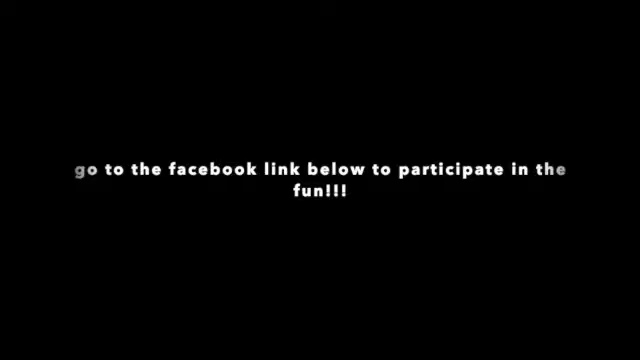 go to the facebook link below to participate in the
fun!!!